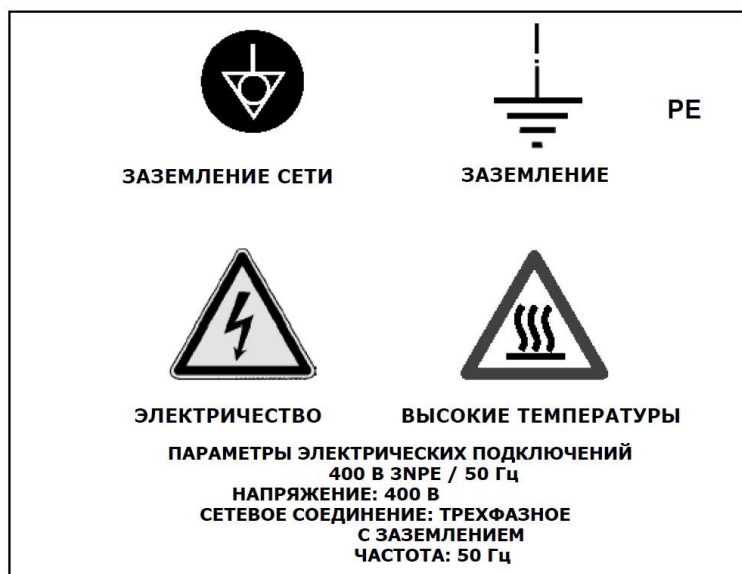 PE
ЗАЗЕМЛЕНИЕ СЕТИ
ЗАЗЕМЛЕНИЕ
ЭЛЕКТРИЧЕСТВО
ВЫСОКИЕ ТЕМПЕРАТУРЫ
ПАРАМЕТРЫ ЭЛЕКТРИЧЕСКИХ ПОДКЛЮЧЕНИЙ
400 В 3NPE / 50 Гц
НАПРЯЖЕНИЕ: 400 В
СЕТЕВОЕ СОЕДИНЕНИЕ: ТРЕХФАЗНОЕ
С ЗАЗЕМЛЕНИЕМ
ЧАСТОТА: 50 Гц